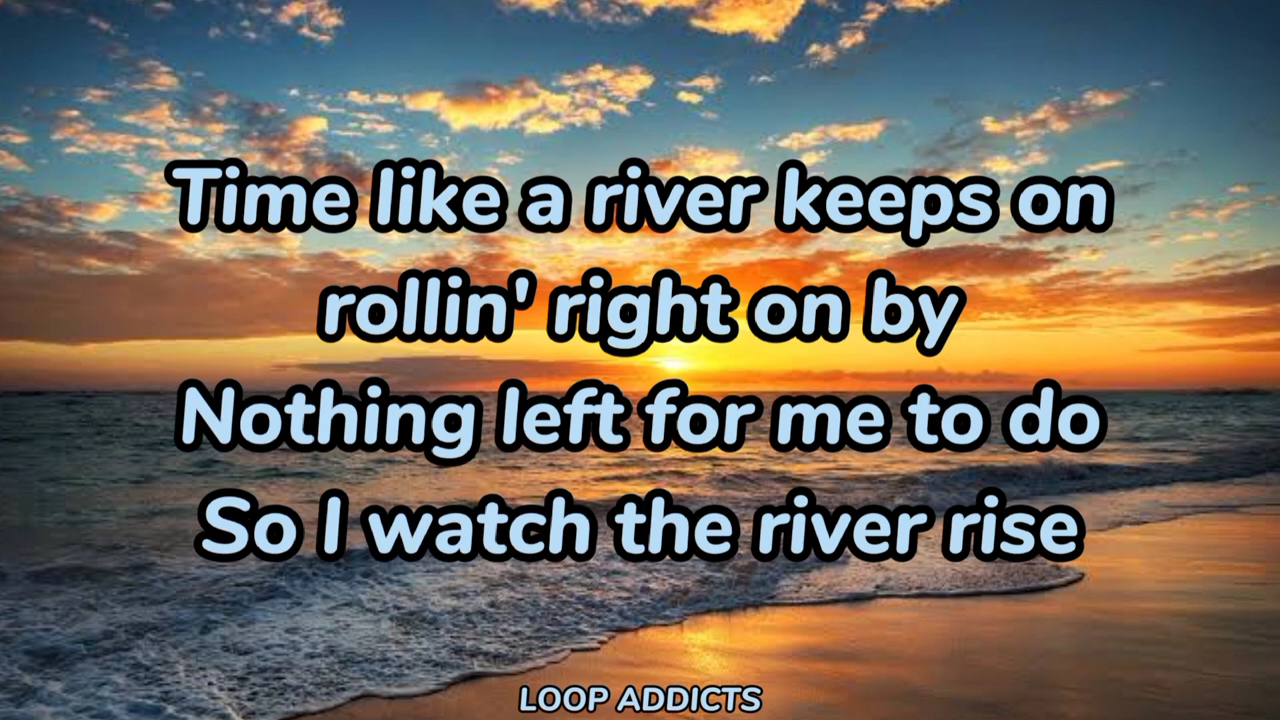 Time like a river keeps on
rollin' right on by
Nothing left for me to do
So I watch the river rise
LOOP ADDICTS